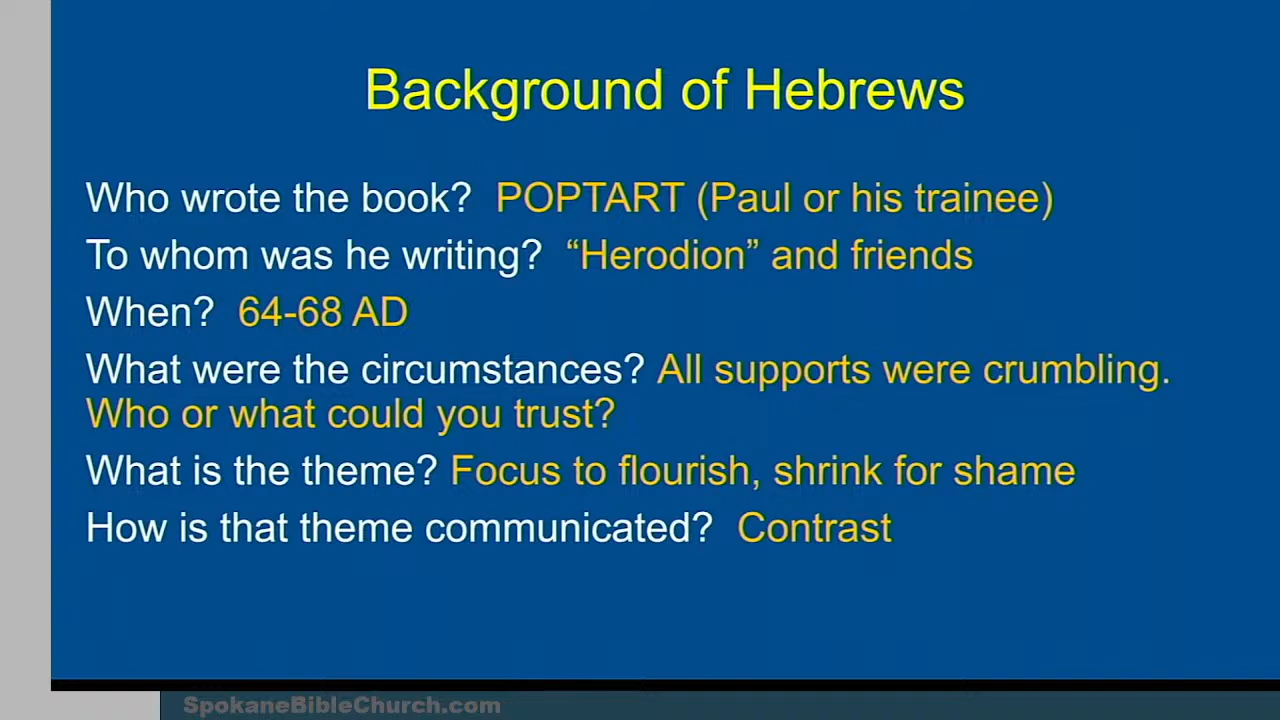 Background of Hebrews
Who wrote the book? POPTART (Paul or his trainee)
To whom was he writing? “Herodion” and friends
When? 64-68 AD
What were the circumstances? All supports were crumbling.
Who or what could you trust?
What is the theme? Focus to flourish, shrink for shame
How is that theme communicated? Contrast
SpokaneBibleChurch.com